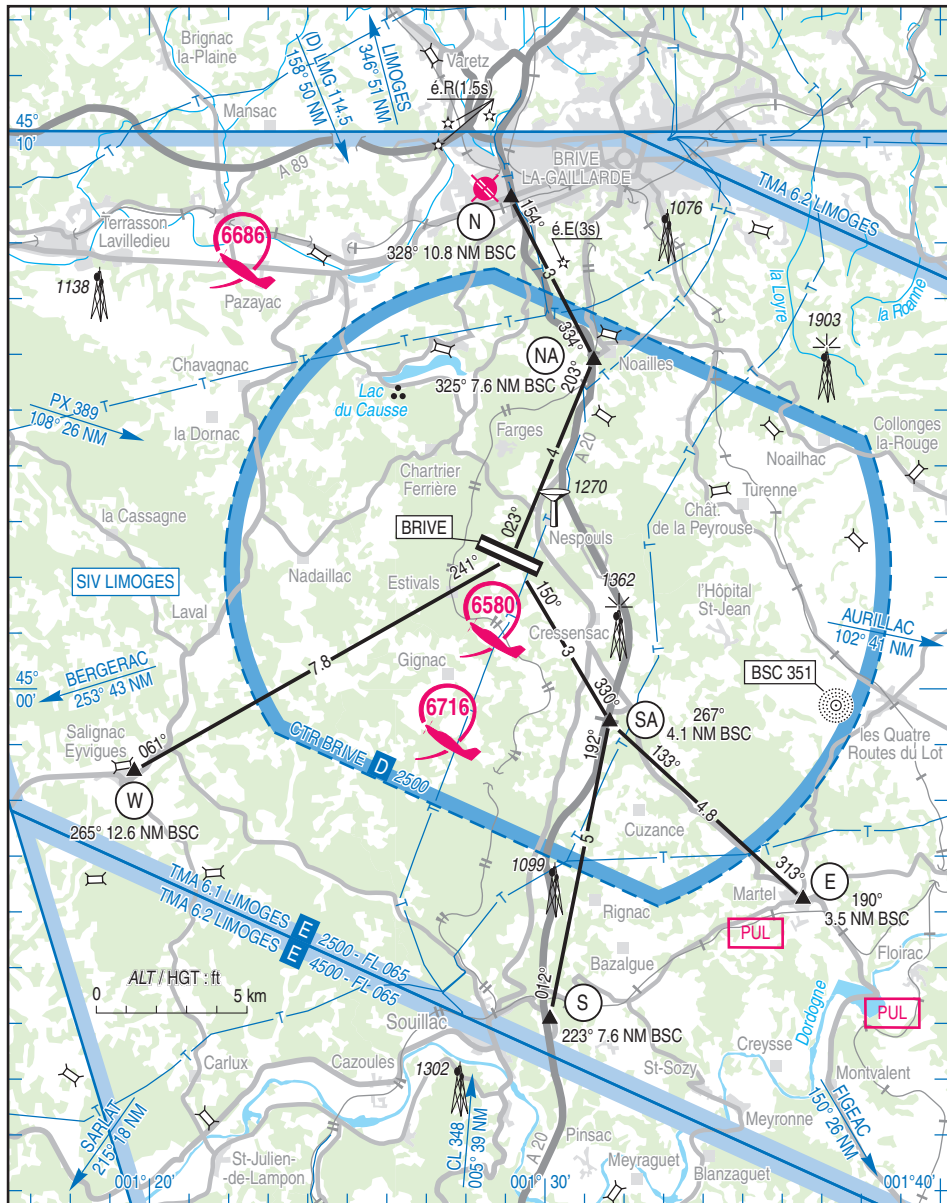 Brignac
la-Plaine
(D) LMG 114.5
158° 50 NM
LIMOGES
346° 51 NM
Varetz
é.R(1.5s)
Mansac
45°
10'
A 89
BRIVE
LA-GAILLARDE
TMA 6.2 LIMOGES
Terrasson
Lavilledieu
6686
Pazayac
N
328° 10.8 NM BSC
154°
3
334°
é.E(3s)
1076
la Loyre
la Roanne
1138
1903
NA
325° 7.6 NM BSC
203°
Noailles
Chavagnac
Lac
du Causse
PX 389
108° 26 NM
la Dornac
Farges
A 20
4
023°
Collonges
la-Rouge
Noailhac
Chartrier
Ferrière
1270
Turenne
Chât.
de la Peyrouse
la Cassagne
BRIVE
Nespouls
SIV LIMOGES
Nadaillac
Estivals
241°
150°
1362
l'Hôpital
St-Jean
Laval
6580
Cressensac
3
AURILLAC
102° 41 NM
7.8
Gignac
BERGERAC
253° 43 NM
45°
00'
6716
330°
SA
267°
4.1 NM BSC
BSC 351
Salignac
Eyvigues
061°
CTR BRIVE D 2500
192°
133°
les Quatre
Routes du Lot
W
265° 12.6 NM BSC
4.8
Cuzance
5
1099
313°
E
190°
3.5 NM BSC
Martel
Rignac
PUL
TMA 6.1 LIMOGES E 2500 - FL 065
TMA 6.2 LIMOGES E 4500 - FL 065
Bazalgue
Floirac
ALT / HGT : ft
0
5 km
012°
S
223° 7.6 NM BSC
Souillac
Dordogne
PUL
Carlux
Cazoules
1302
Creysse
St-Sozy
Montvalent
Meyronne
SARLAT
215° 18 NM
CL 348
005° 39 NM
FIGEAC
150° 26 NM
St-Julien-
de-Lampon
A 20
Pinsac
Meyraguet
Blanzaguet
001° 20'
001° 30'
001° 40'